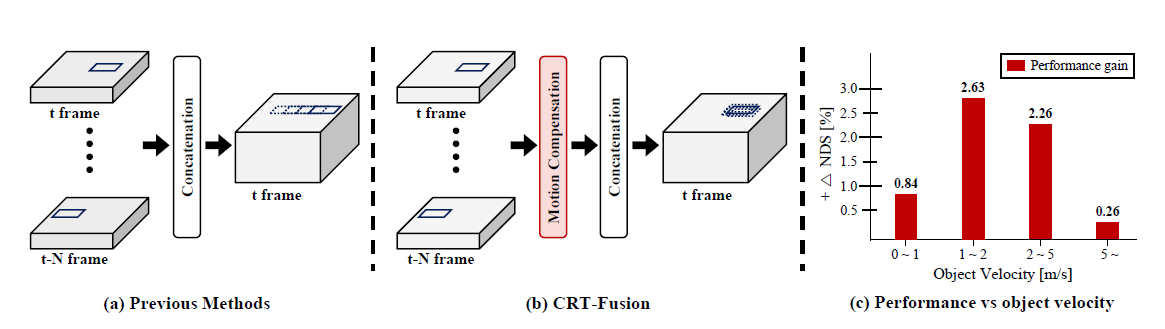 t frame
t-N frame
Concatenation
t frame
(a) Previous Methods
t frame
t-N frame
Motion Compensation
Concatenation
t frame
(b) CRT-Fusion
Performance gain
+ △ NDS [%]
3.0
2.5
2.0
1.5
1.0
0.5
0.84
2.63
2.26
0.26
0 ~ 1 1 ~ 2 2 ~ 5 5 ~
Object Velocity [m/s]
(c) Performance vs object velocity